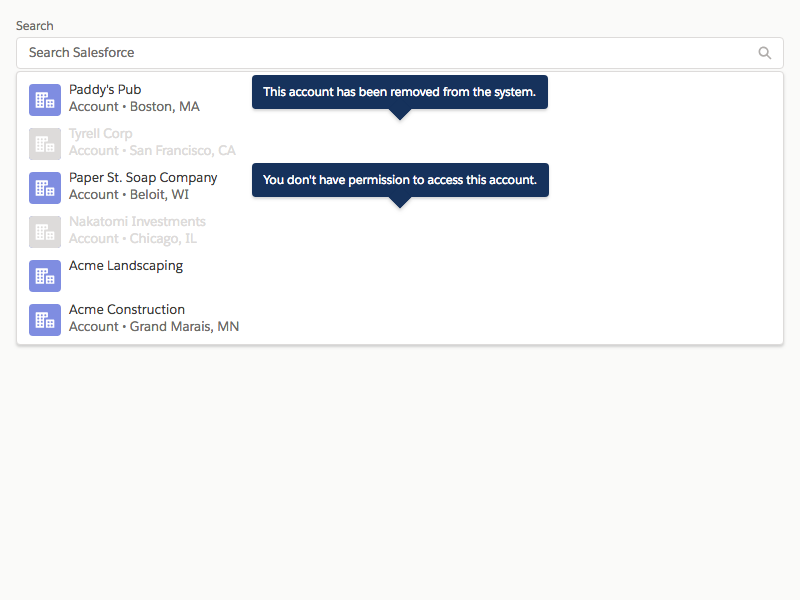 Search
Search Salesforce
Paddy's Pub
Account • Boston, MA
This account has been removed from the system.
Tyrell Corp
Account • San Francisco, CA
Paper St. Soap Company
Account • Beloit, WI
You don't have permission to access this account.
Nakatomi Investments
Account • Chicago, IL
Acme Landscaping
Acme Construction
Account • Grand Marais, MN